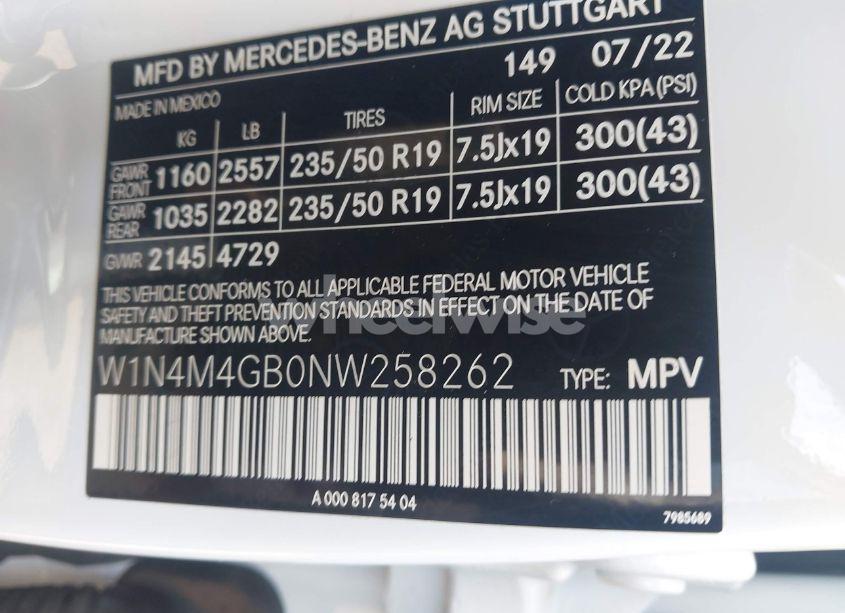 MFD BY MERCEDES-BENZ AG STUTTGART
149 07/22
MADE IN MEXICO
KG LB TIRES RIM SIZE COLD KPA(PSI)
GAWR FRONT 1160 2557 235/50 R19 7.5Jx19 300(43)
GAWR REAR 1035 2282 235/50 R19 7.5Jx19 300(43)
GVWR 2145 4729
THIS VEHICLE CONFORMS TO ALL APPLICABLE FEDERAL MOTOR VEHICLE
SAFETY AND THEFT PREVENTION STANDARDS IN EFFECT ON THE DATE OF
MANUFACTURE SHOWN ABOVE.
wheelwise
W1N4M4GB0NW258262 TYPE: MPV
A 000 817 54 04
7985689